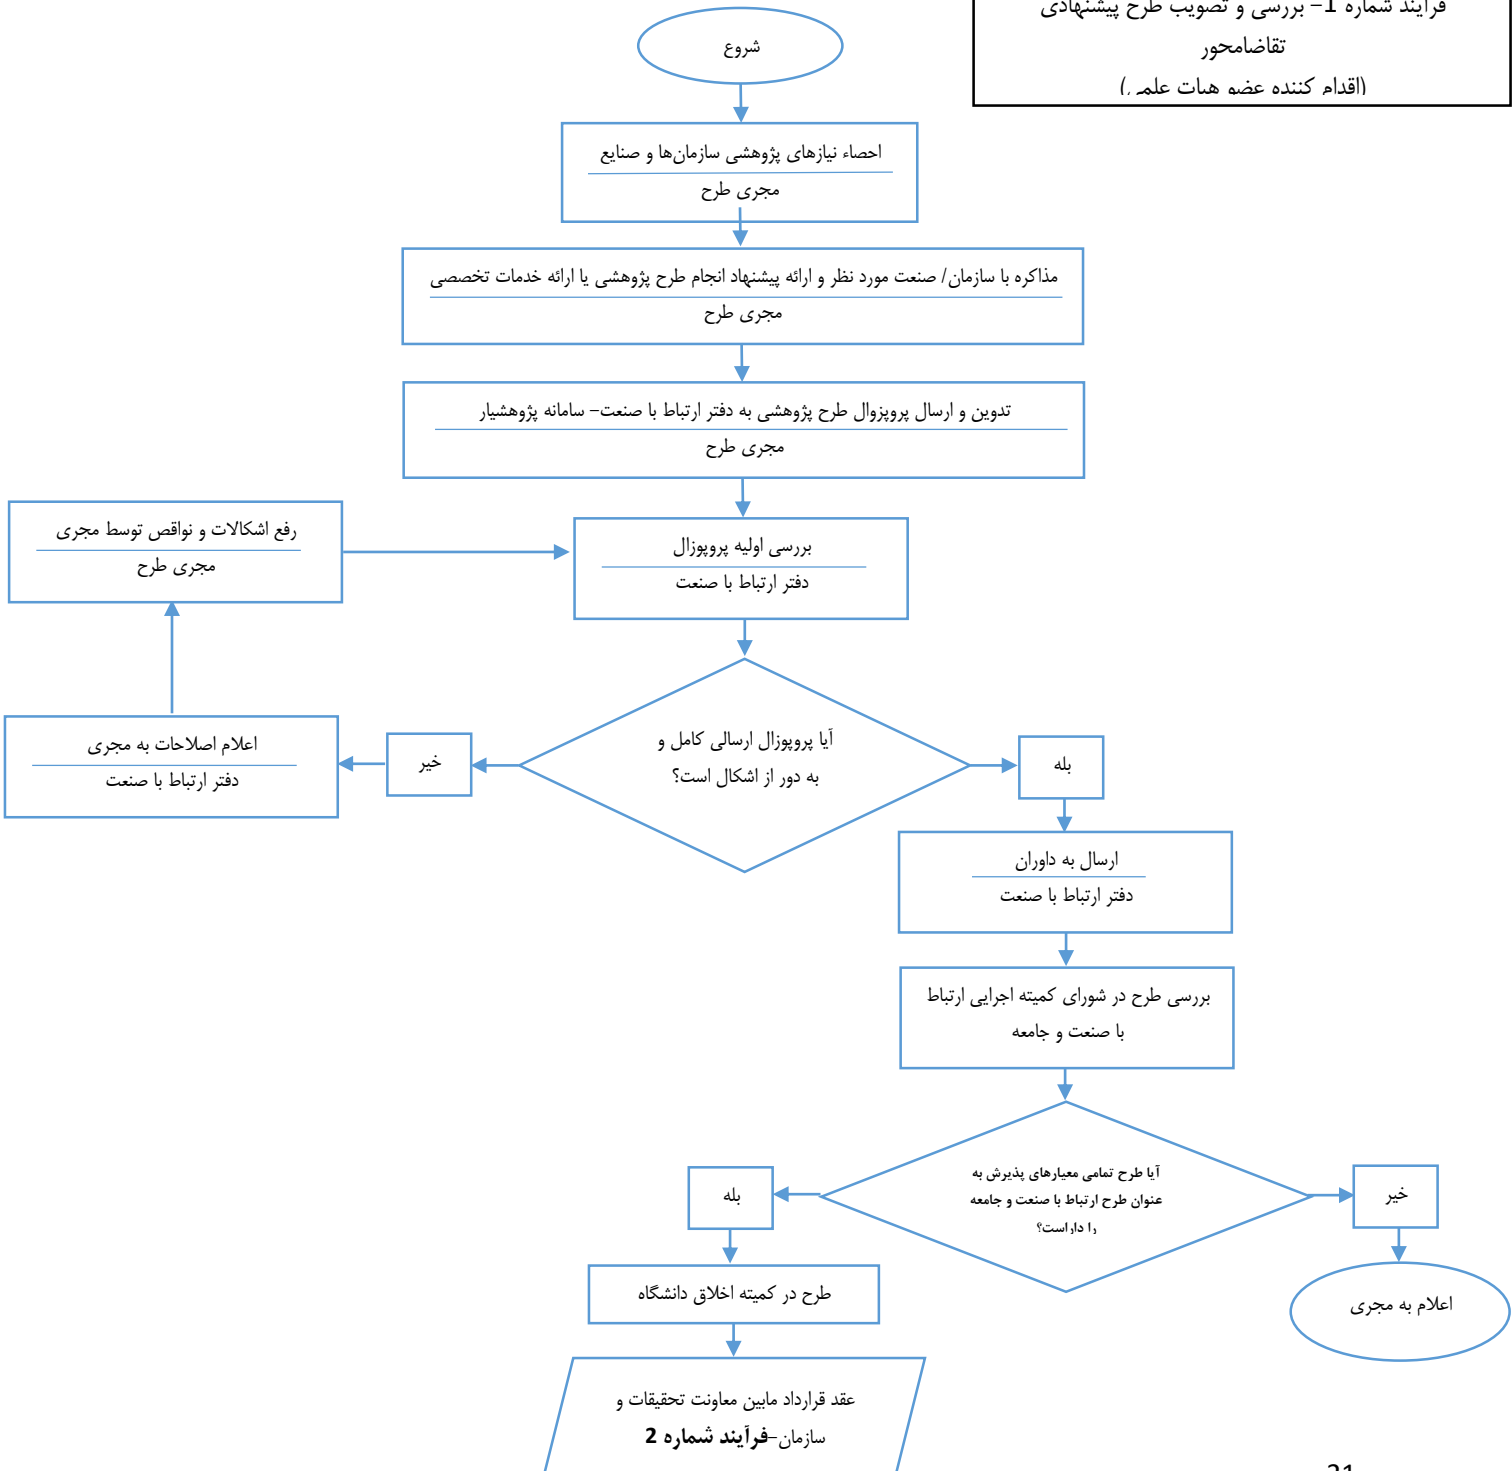 فرآیند شماره 1- بررسی و تصویب طرح پیشنهادی
تقاضامحور
(اقدام کننده عضو هیات علمی)
شروع
احصاء نیازهای پژوهشی سازمان‌ها و صنایع
مجری طرح
مذاکره با سازمان/ صنعت مورد نظر و ارائه پیشنهاد انجام طرح پژوهشی یا ارائه خدمات تخصصی
مجری طرح
تدوین و ارسال پروپزوال طرح پژوهشی به دفتر ارتباط با صنعت- سامانه پژوهشیار
مجری طرح
رفع اشکالات و نواقص توسط مجری
مجری طرح
بررسی اولیه پروپوزال
دفتر ارتباط با صنعت
آیا پروپوزال ارسالی کامل و
به دور از اشکال است؟
بله
خیر
اعلام اصلاحات به مجری
دفتر ارتباط با صنعت
ارسال به داوران
دفتر ارتباط با صنعت
بررسی طرح در شورای کمیته اجرایی ارتباط
با صنعت و جامعه
آیا طرح تمامی معیارهای پذیرش به
عنوان طرح ارتباط با صنعت و جامعه
را داراست؟
خیر
بله
اعلام به مجری
طرح در کمیته اخلاق دانشگاه
عقد قرارداد مابین معاونت تحقیقات و
سازمان-فرآیند شماره 2
21